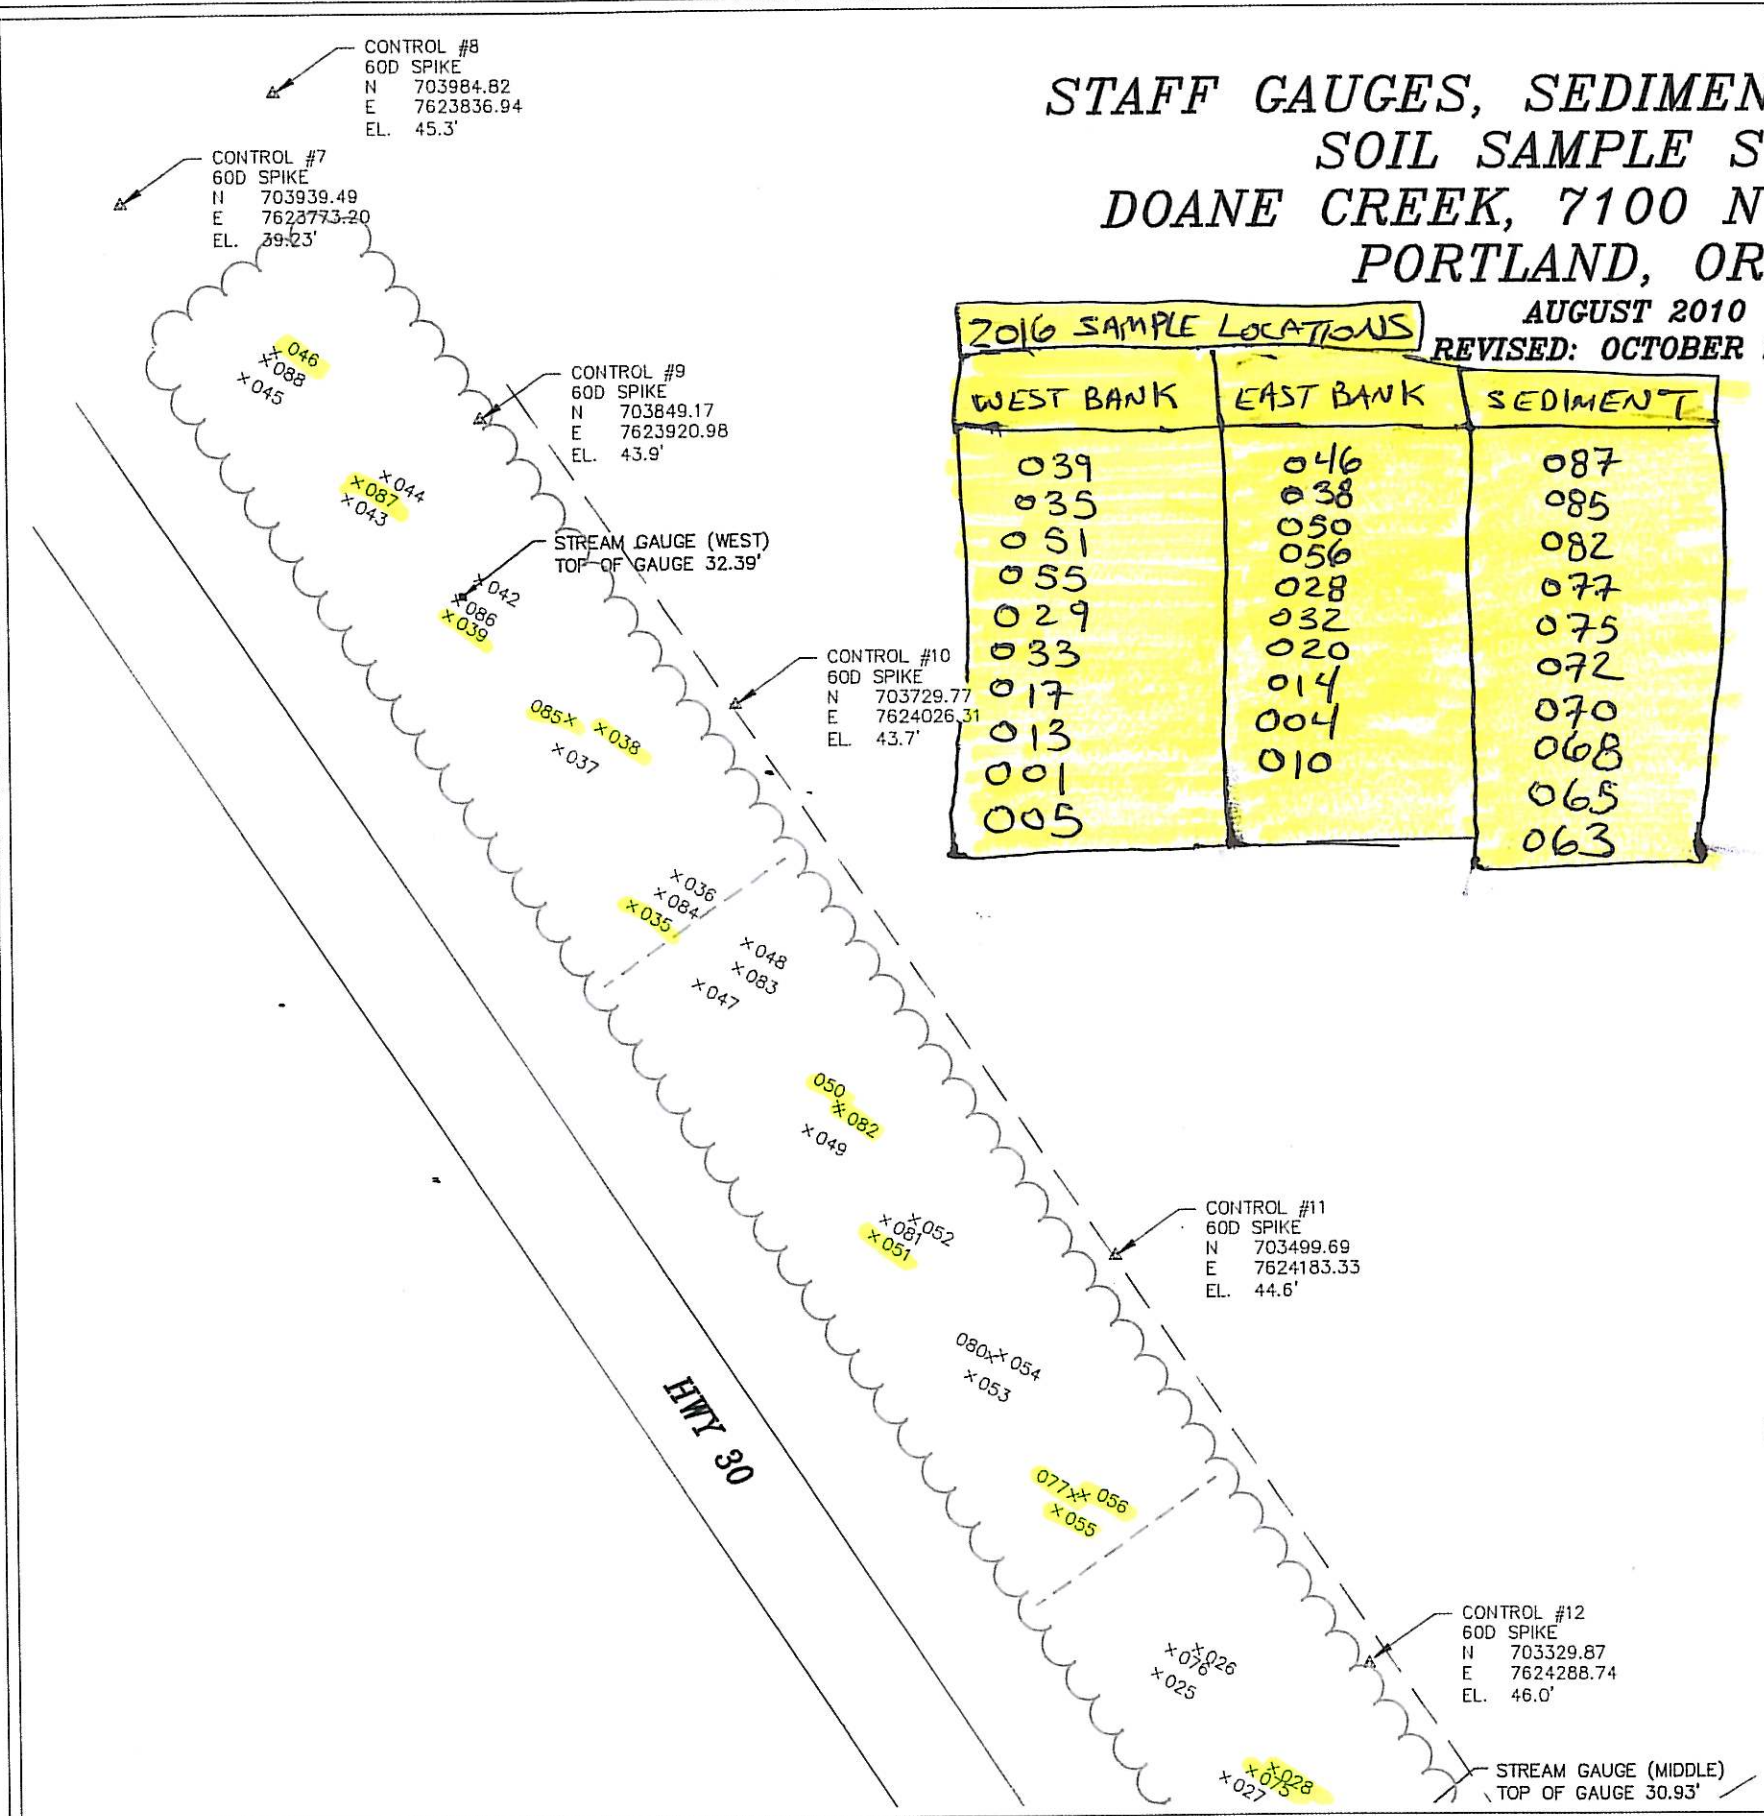 CONTROL #8
60D SPIKE
N 703984.82
E 7623836.94
EL. 45.3'
CONTROL #7
60D SPIKE
N 703939.49
E 7623773.20
EL. 39.23'
STAFF GAUGES, SEDIMEN
SOIL SAMPLE S
DOANE CREEK, 7100 N
PORTLAND, OR
AUGUST 2010
REVISED: OCTOBER
2016 SAMPLE LOCATIONS
WEST BANK EAST BANK SEDIMENT
039 046 087
035 038 085
051 050 082
055 056 077
029 028 075
033 032 072
017 020 070
013 014 068
001 004 065
005 010 063
046
088
045
CONTROL #9
60D SPIKE
N 703849.17
E 7623920.98
EL. 43.9'
044
087
043
STREAM GAUGE (WEST)
TOP OF GAUGE 32.39'
042
086
039
CONTROL #10
60D SPIKE
N 703729.77
E 7624026.31
EL. 43.7'
085 038
037
036
084
035
048
083
047
050
082
049
052
081
051
CONTROL #11
60D SPIKE
N 703499.69
E 7624183.33
EL. 44.6'
080 054
053
HWY 30
077 056
055
CONTROL #12
60D SPIKE
N 703329.87
E 7624288.74
EL. 46.0'
026
076
025
028
075
027
STREAM GAUGE (MIDDLE)
TOP OF GAUGE 30.93'